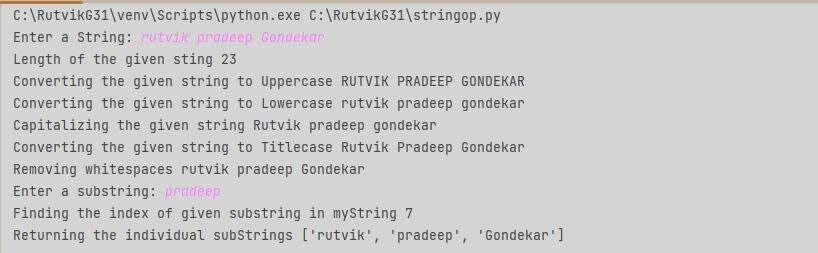 C:\RutvikG31\venv\Scripts\python.exe C:\RutvikG31\stringop.py
Enter a String: rutvik pradeep Gondekar
Length of the given sting 23
Converting the given string to Uppercase RUTVIK PRADEEP GONDEKAR
Converting the given string to Lowercase rutvik pradeep gondekar
Capitalizing the given string Rutvik pradeep gondekar
Converting the given string to Titlecase Rutvik Pradeep Gondekar
Removing whitespaces rutvik pradeep Gondekar
Enter a substring: pradeep
Finding the index of given substring in myString 7
Returning the individual subStrings ['rutvik', 'pradeep', 'Gondekar']